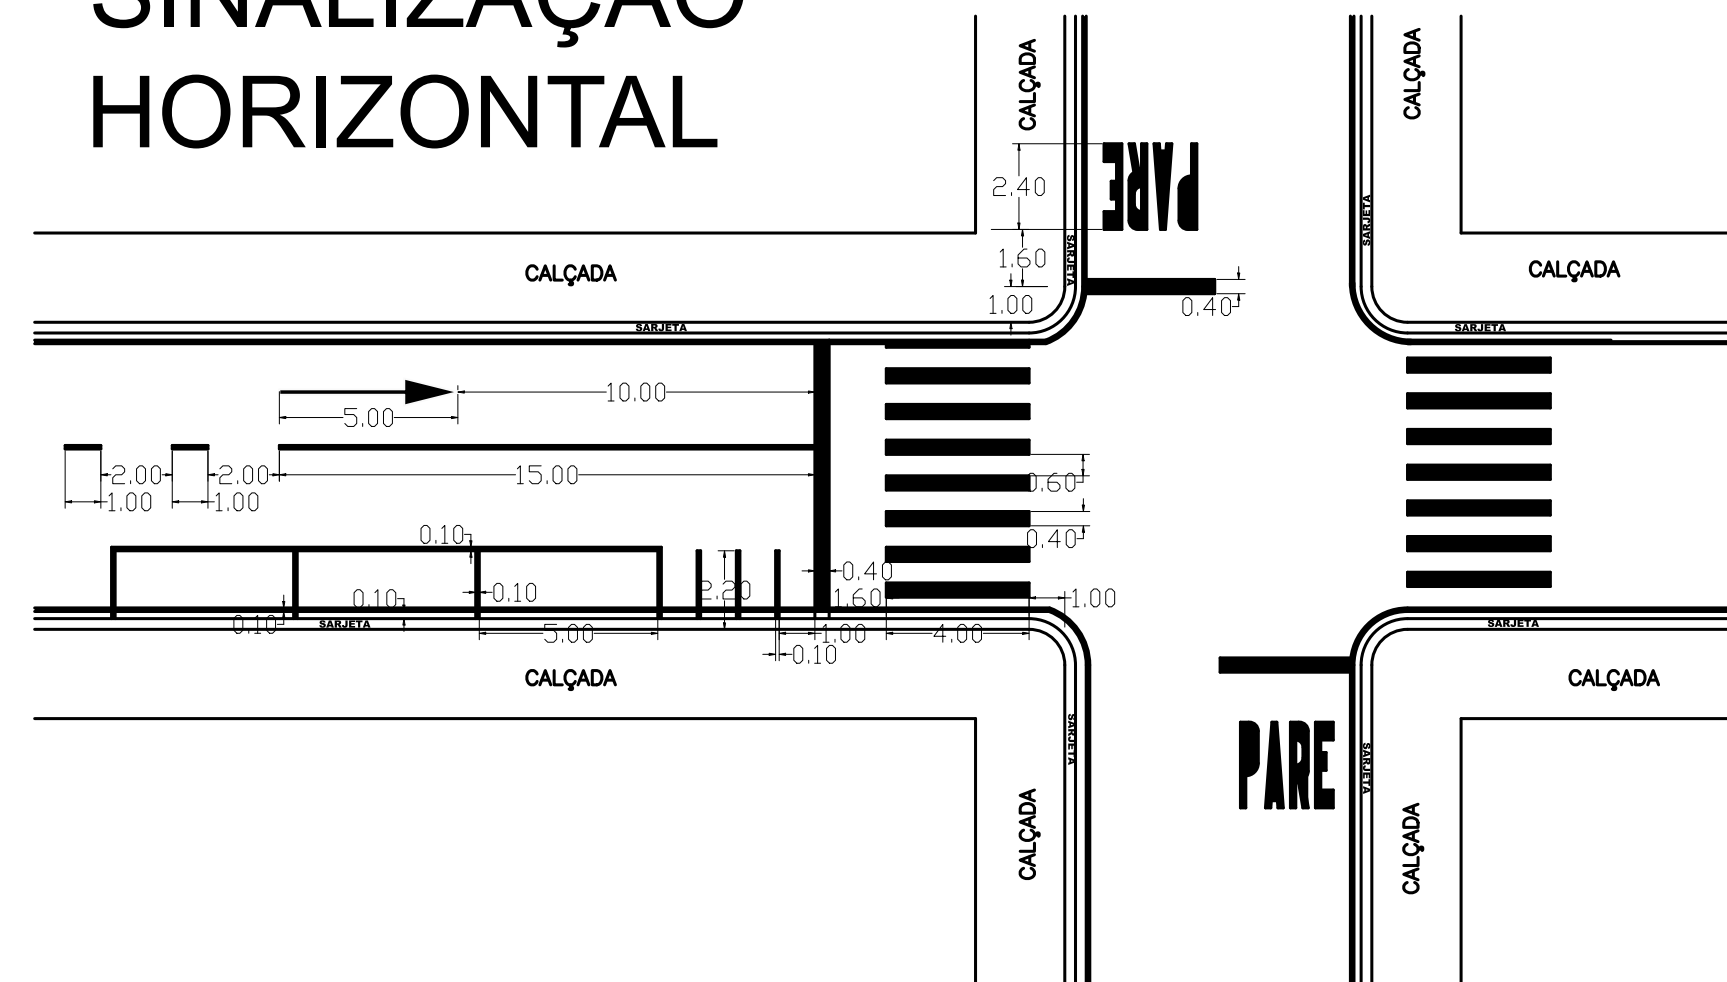 SINALIZAÇÃO
HORIZONTAL
CALÇADA
CALÇADA
PARE
2.40
1.60
1.00
0.40
SARJETA
SARJETA
CALÇADA
CALÇADA
SARJETA
SARJETA
10.00
5.00
2.00
2.00
15.00
1.00
1.00
0.60
0.40
0.10
0.10
0.10
0.10
2.20
0.40
1.60
1.00
SARJETA
5.00
1.00
4.00
0.10
SARJETA
CALÇADA
CALÇADA
SARJETA
SARJETA
PARE
CALÇADA
CALÇADA